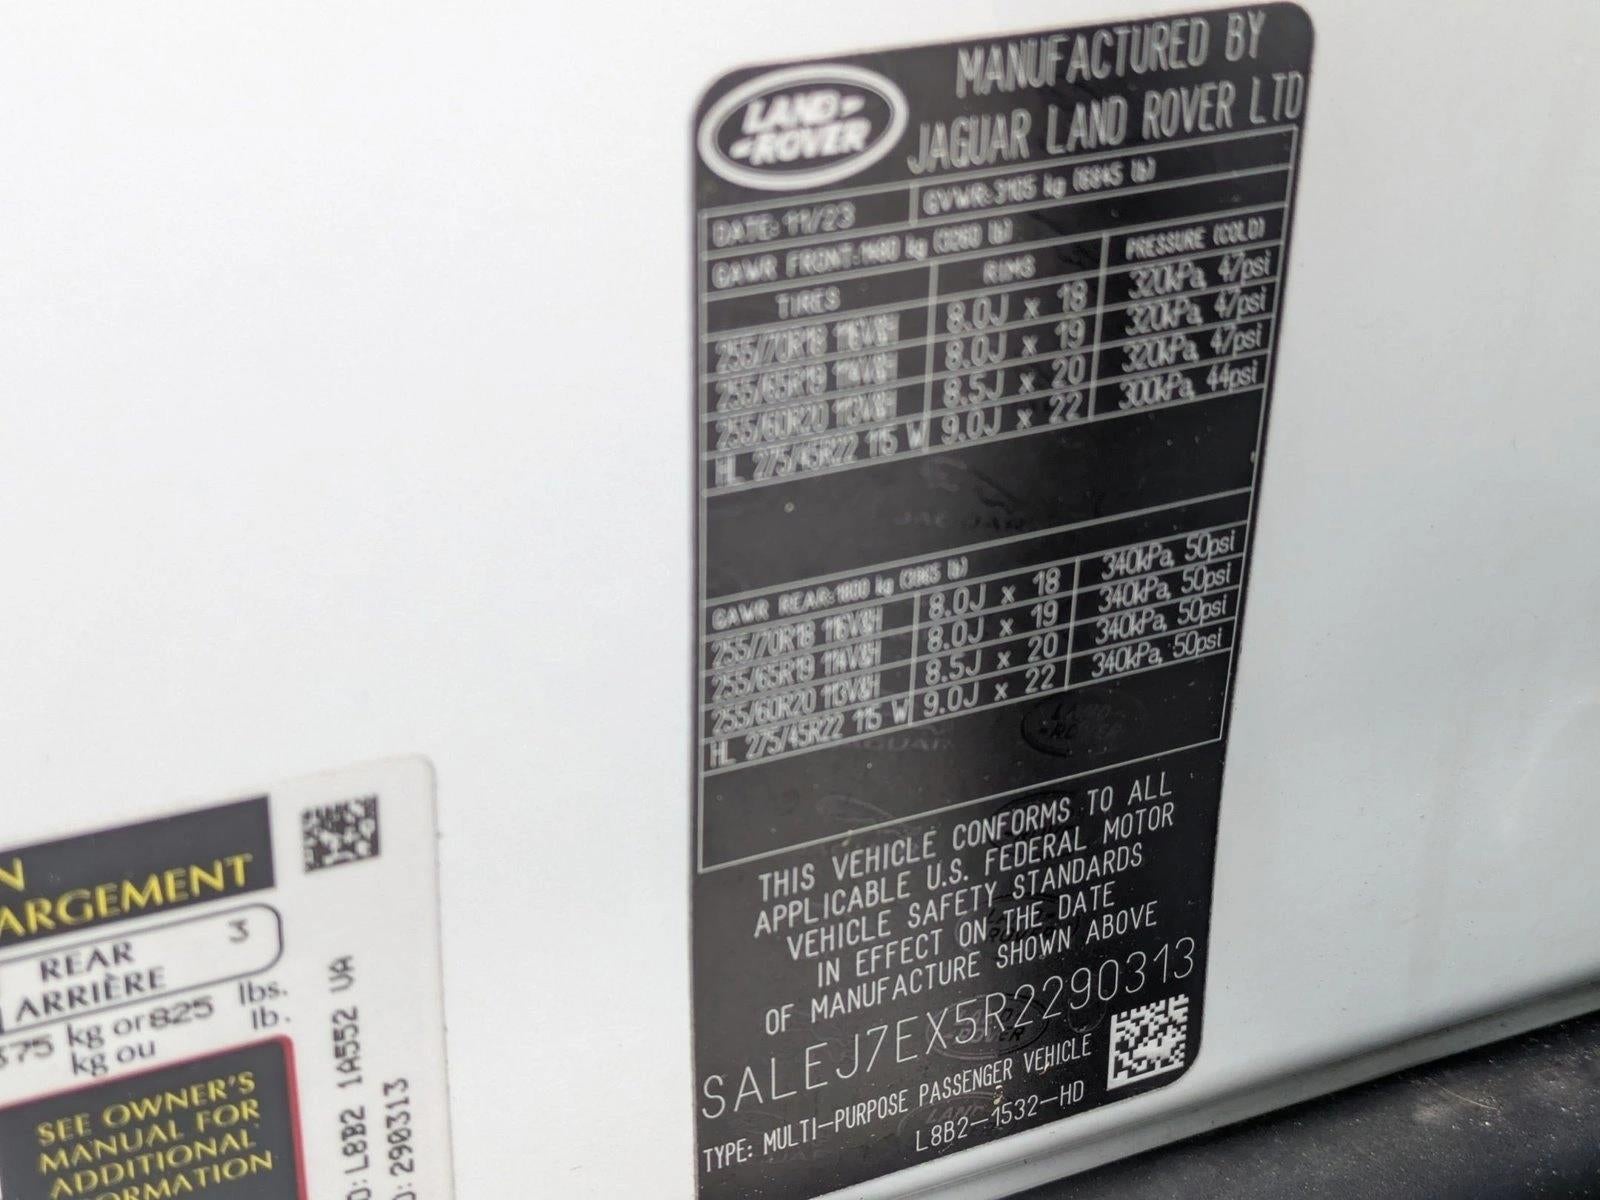 LAND-
-ROVER
MANUFACTURED BY
JAGUAR LAND ROVER LTD
DATE: 11/23
GVWR:3105 kg (6845 lb)
GAWR FRONT:1480 kg (3260 lb)
TIRES
RIMS
PRESSURE (COLD)
255/70R18 116V&H 8.0J x 18 320kPa, 47psi
255/65R19 114V&H 8.0J x 19 320kPa, 47psi
255/60R20 113V&H 8.5J x 20 320kPa, 47psi
HL 275/45R22 115 W 9.0J x 22 300kPa, 44psi
GAWR REAR:1800 kg (3965 lb)
255/70R18 116V&H 8.0J x 18 340kPa, 50psi
255/65R19 114V&H 8.0J x 19 340kPa, 50psi
255/60R20 113V&H 8.5J x 20 340kPa, 50psi
HL 275/45R22 115 W 9.0J x 22 340kPa, 50psi
THIS VEHICLE CONFORMS TO ALL
APPLICABLE U.S. FEDERAL MOTOR
VEHICLE SAFETY STANDARDS
IN EFFECT ON THE DATE
OF MANUFACTURE SHOWN ABOVE
SALEJ7EX5R2290313
TYPE: MULTI-PURPOSE PASSENGER VEHICLE
L8B2-1532-HD
N
ARGEMENT
REAR 3
ARRIÈRE
375 kg or 825 lbs.
kg ou lb.
SEE OWNER'S
MANUAL FOR
ADDITIONAL
ORMATION
D:L8B2 1A552 UA
D:290313